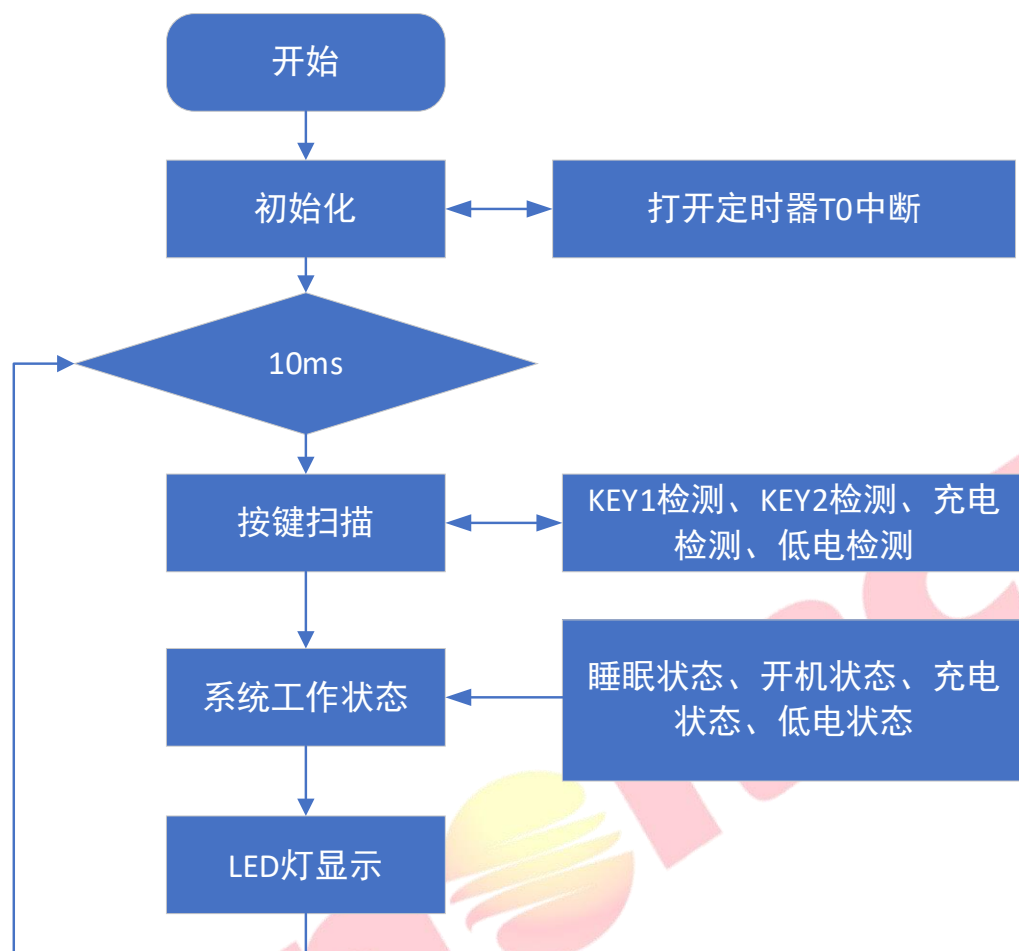 开始
初始化
打开定时器T0中断
10ms
按键扫描
KEY1检测、KEY2检测、充电
检测、低电检测
系统工作状态
睡眠状态、开机状态、充电
状态、低电状态
LED灯显示